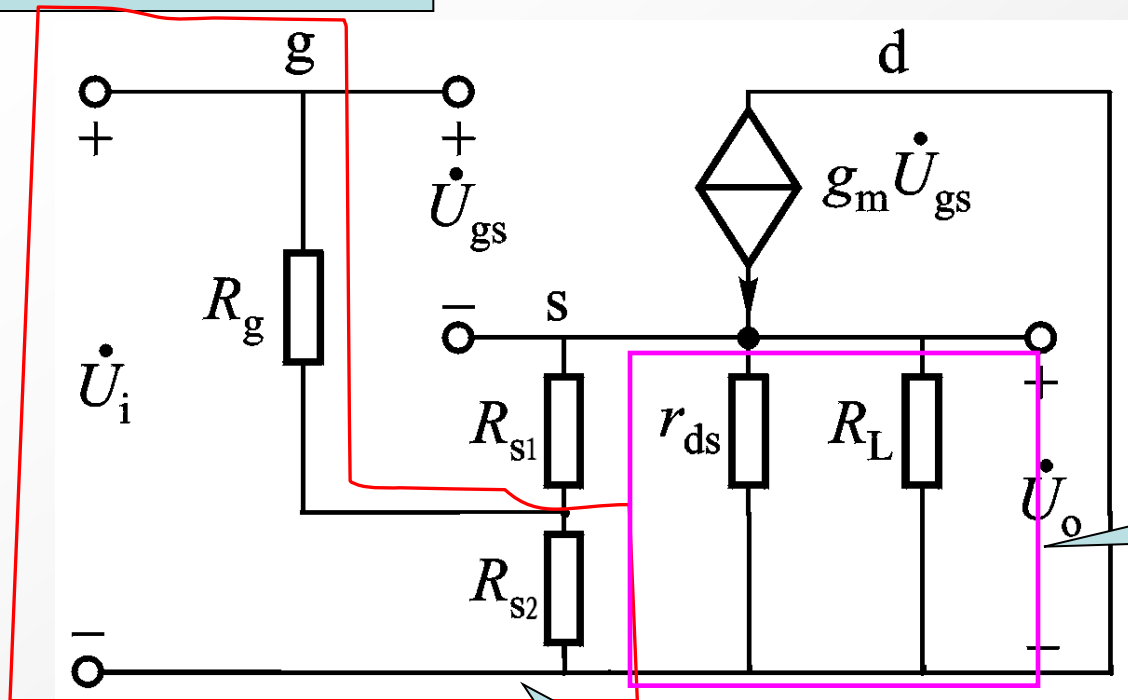 g d
+ +
U̇gs gmU̇gs
− s
Rg
U̇i +
Rs1 rds RL
U̇o
Rs2
− −